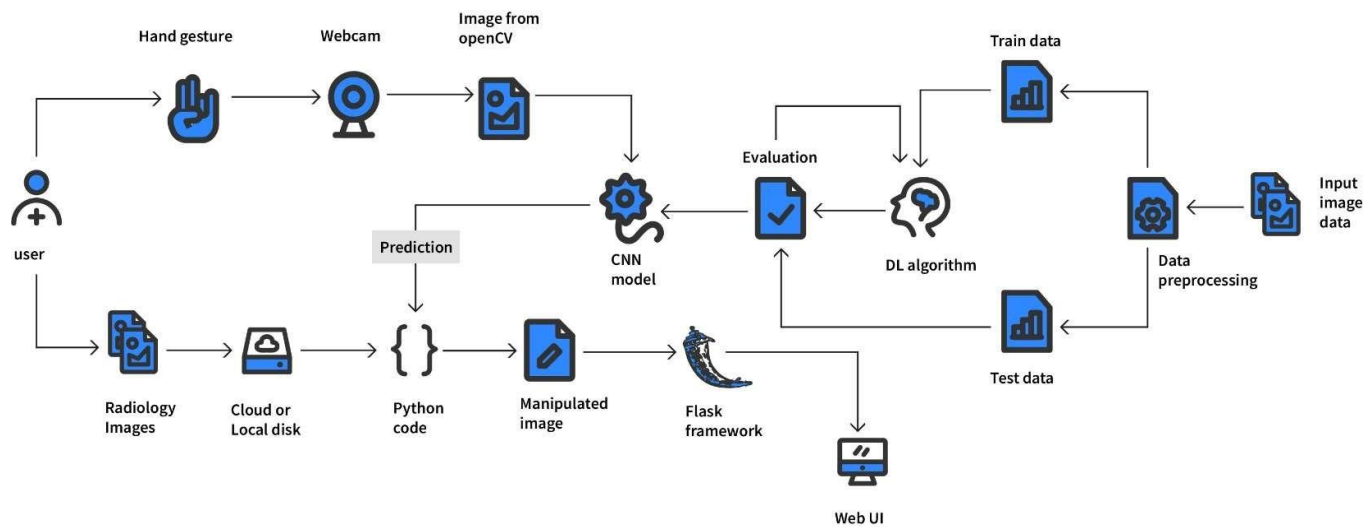 Hand gesture
Webcam
Image from
openCV
Train data
Evaluation
Input
image
data
user
Prediction
CNN
model
DL algorithm
Data
preprocessing
Test data
Radiology
Images
Cloud or
Local disk
Python
code
Manipulated
image
Flask
framework
Web UI